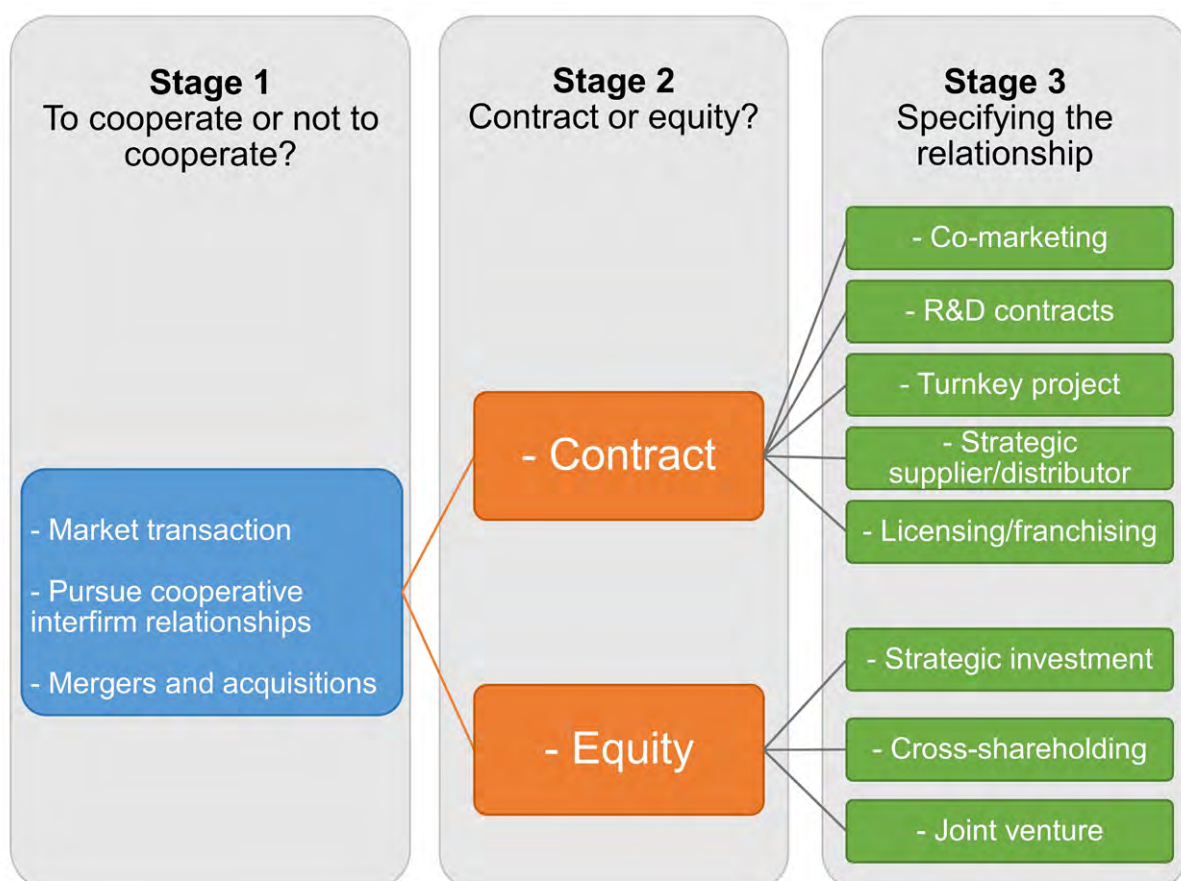 Stage 1
To cooperate or not to
cooperate?
- Market transaction
- Pursue cooperative
interfirm relationships
- Mergers and acquisitions
Stage 2
Contract or equity?
- Contract
- Equity
Stage 3
Specifying the
relationship
- Co-marketing
- R&D contracts
- Turnkey project
- Strategic
supplier/distributor
- Licensing/franchising
- Strategic investment
- Cross-shareholding
- Joint venture